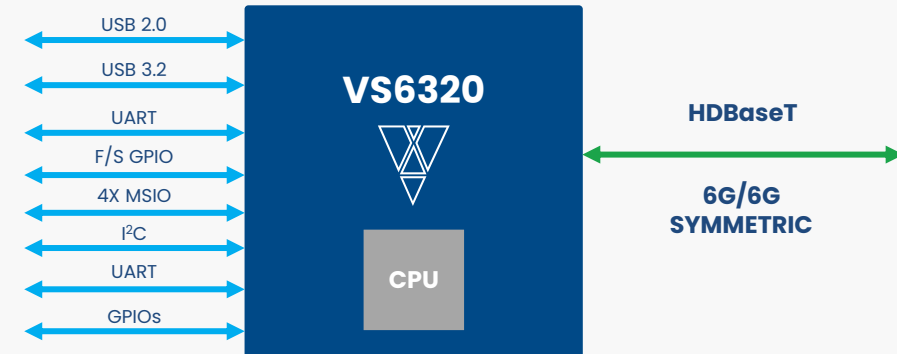 USB 2.0
USB 3.2
UART
F/S GPIO
4X MSIO
I²C
UART
GPIOs
VS6320
CPU
HDBaseT
6G/6G
SYMMETRIC